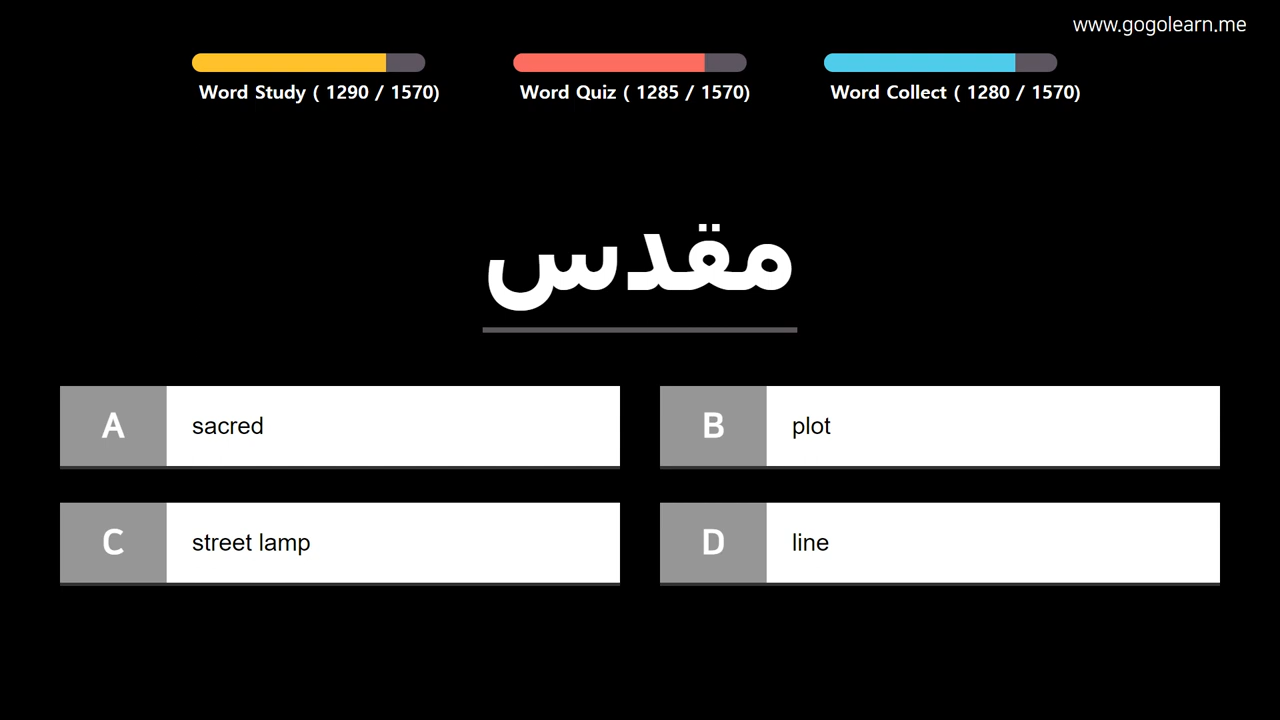 www.gogolearn.me
Word Study ( 1290 / 1570)
Word Quiz ( 1285 / 1570)
Word Collect ( 1280 / 1570)
مقدس
A sacred
B plot
C street lamp
D line